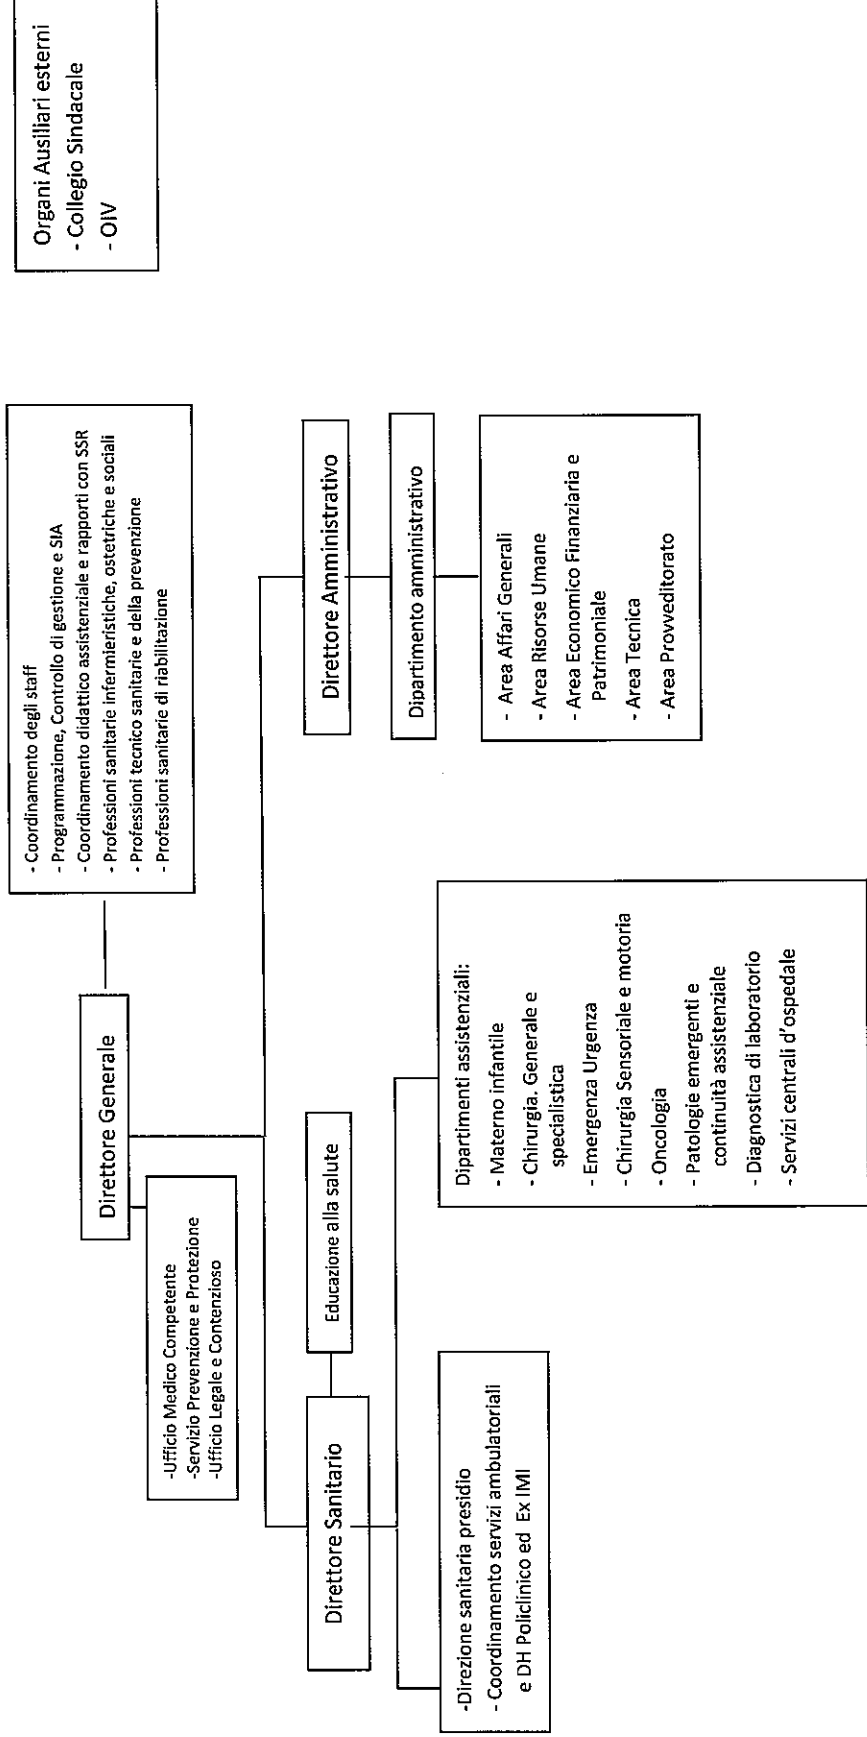 Organi Ausiliari esterni
- Collegio Sindacale
- OIV
- Coordinamento degli staff
- Programmazione, Controllo di gestione e SIA
- Coordinamento didattico assistenziale e rapporti con SSR
- Professioni sanitarie infermieristiche, ostetriche e sociali
- Professioni tecnico sanitarie e della prevenzione
- Professioni sanitarie di riabilitazione
Direttore Generale
-Ufficio Medico Competente
-Servizio Prevenzione e Protezione
-Ufficio Legale e Contenzioso
Direttore Sanitario
Educazione alla salute
Direttore Amministrativo
Dipartimento amministrativo
-Direzione sanitaria presidio
- Coordinamento servizi ambulatoriali
e DH Policlinico ed Ex IMI
Dipartimenti assistenziali:
- Materno infantile
- Chirurgia. Generale e
specialistica
- Emergenza Urgenza
- Chirurgia Sensoriale e motoria
- Oncologia
- Patologie emergenti e
continuità assistenziale
- Diagnostica di laboratorio
- Servizi centrali d'ospedale
- Area Affari Generali
- Area Risorse Umane
- Area Economico Finanziaria e
Patrimoniale
- Area Tecnica
- Area Provveditorato